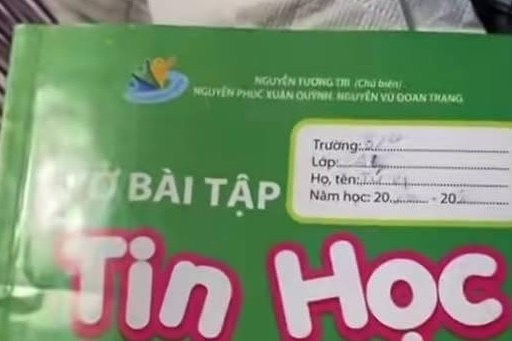 NGUYỄN TƯƠNG TRI (Chủ biên)
NGUYỄN PHÚC XUÂN QUỲNH, NGUYỄN VŨ ĐOAN TRANG
Trường:
Lớp:
Họ, tên:
Năm học: 20......... - 20.....
VỞ BÀI TẬP
Tin Học